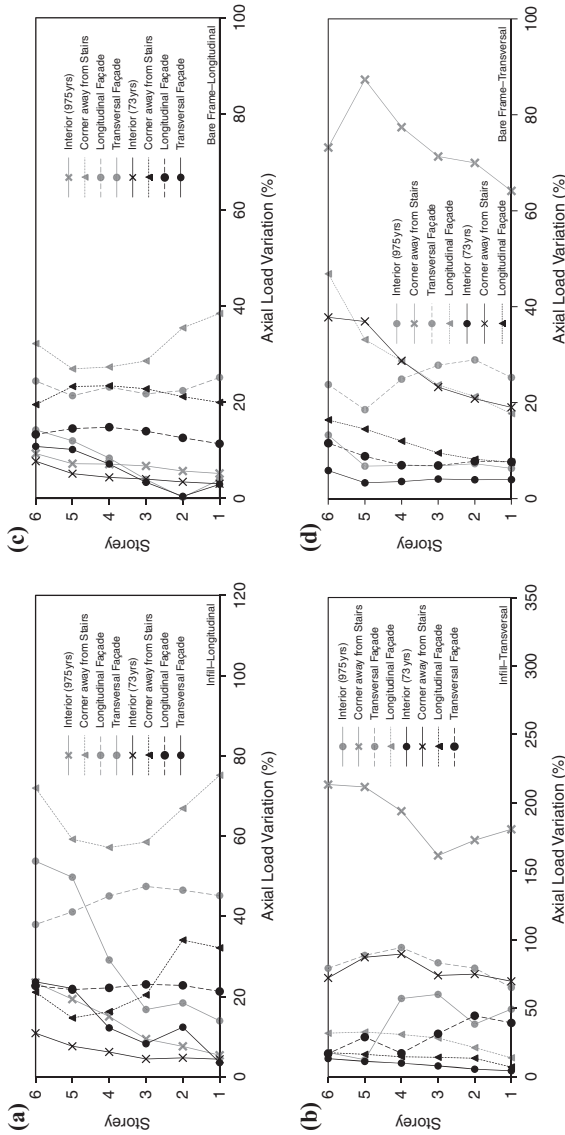 (a)
6
5
4
3
2
1
Storey
Interior (975yrs)
Corner away from Stairs
Longitudinal Façade
Transversal Façade
Interior (73yrs)
Corner away from Stairs
Longitudinal Façade
Transversal Façade
Infill–Longitudinal
0
20
40
60
80
100
120
Axial Load Variation (%)
(c)
6
5
4
3
2
1
Storey
Interior (975yrs)
Corner away from Stairs
Longitudinal Façade
Transversal Façade
Interior (73yrs)
Corner away from Stairs
Longitudinal Façade
Transversal Façade
Bare Frame–Longitudinal
0
20
40
60
80
100
Axial Load Variation (%)
(b)
6
5
4
3
2
1
Storey
Interior (975yrs)
Corner away from Stairs
Transversal Façade
Longitudinal Façade
Interior (73yrs)
Corner away from Stairs
Longitudinal Façade
Transversal Façade
Infill–Transversal
0
50
100
150
200
250
300
350
Axial Load Variation (%)
(d)
6
5
4
3
2
1
Storey
Interior (975yrs)
Corner away from Stairs
Transversal Façade
Longitudinal Façade
Interior (73yrs)
Corner away from Stairs
Longitudinal Façade
Bare Frame–Transversal
0
20
40
60
80
100
Axial Load Variation (%)